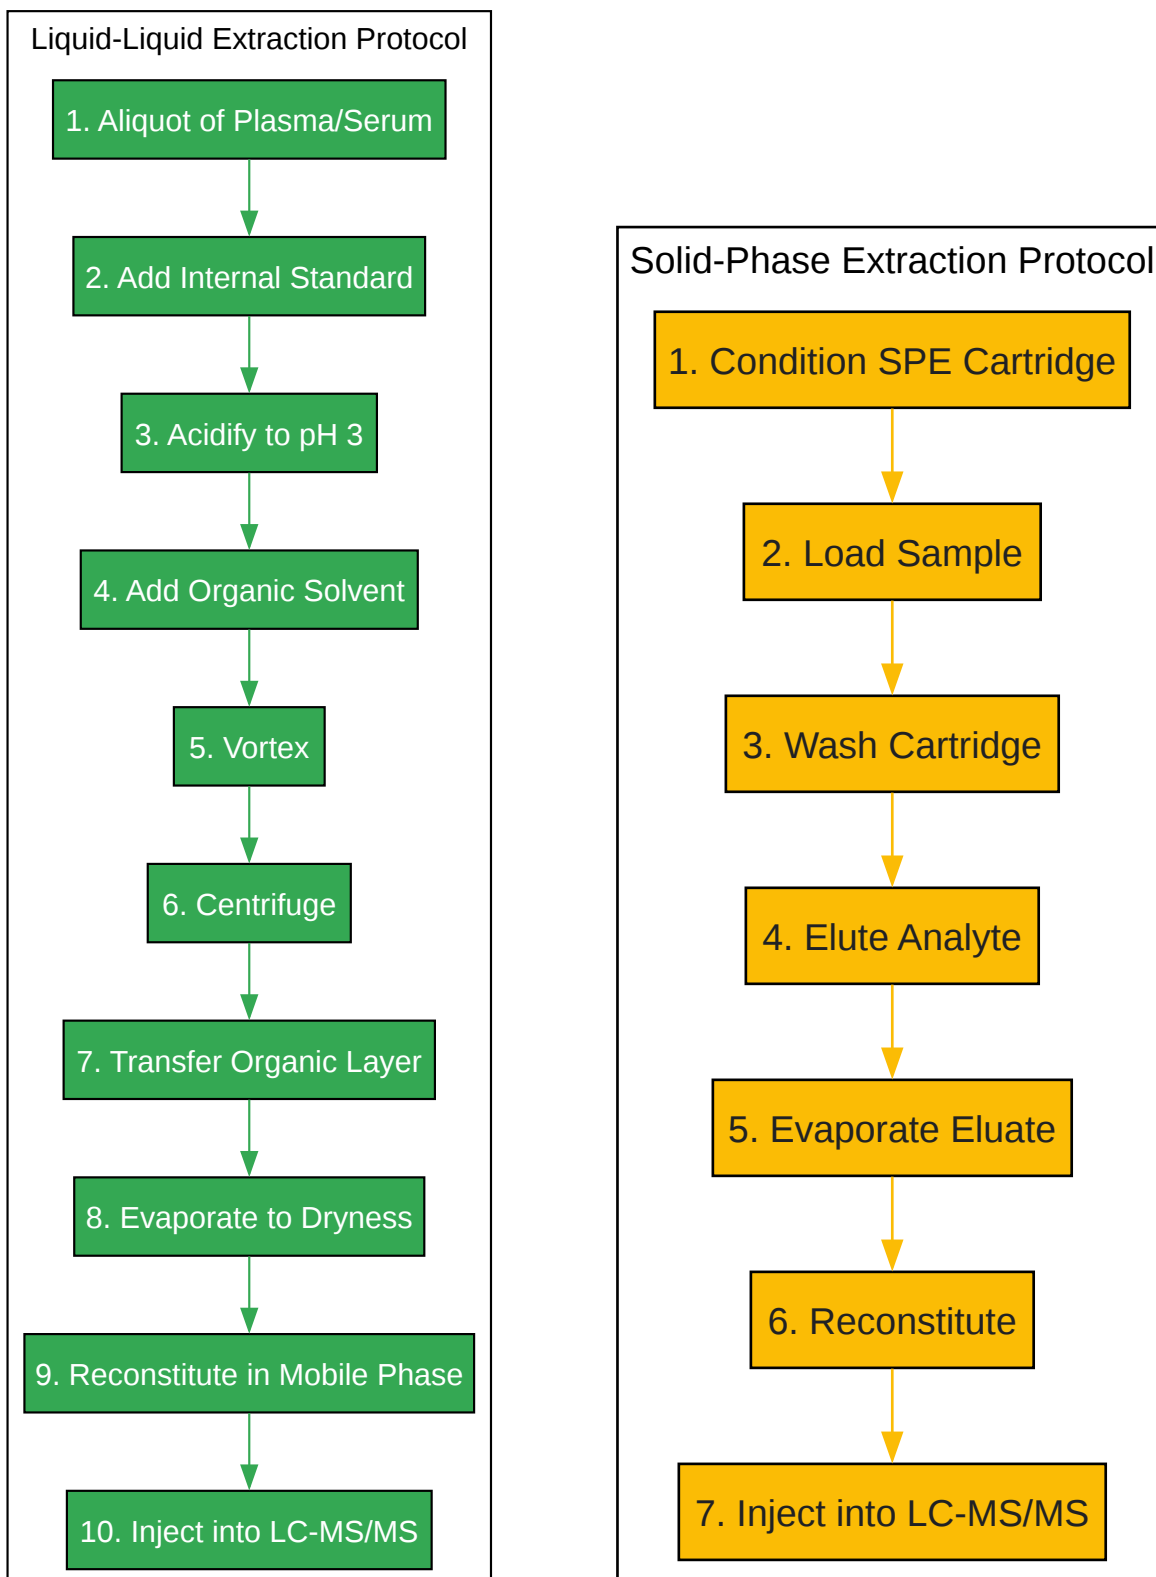 Liquid-Liquid Extraction Protocol
1. Aliquot of Plasma/Serum
2. Add Internal Standard
3. Acidify to pH 3
4. Add Organic Solvent
5. Vortex
6. Centrifuge
7. Transfer Organic Layer
8. Evaporate to Dryness
9. Reconstitute in Mobile Phase
10. Inject into LC-MS/MS
Solid-Phase Extraction Protocol
1. Condition SPE Cartridge
2. Load Sample
3. Wash Cartridge
4. Elute Analyte
5. Evaporate Eluate
6. Reconstitute
7. Inject into LC-MS/MS